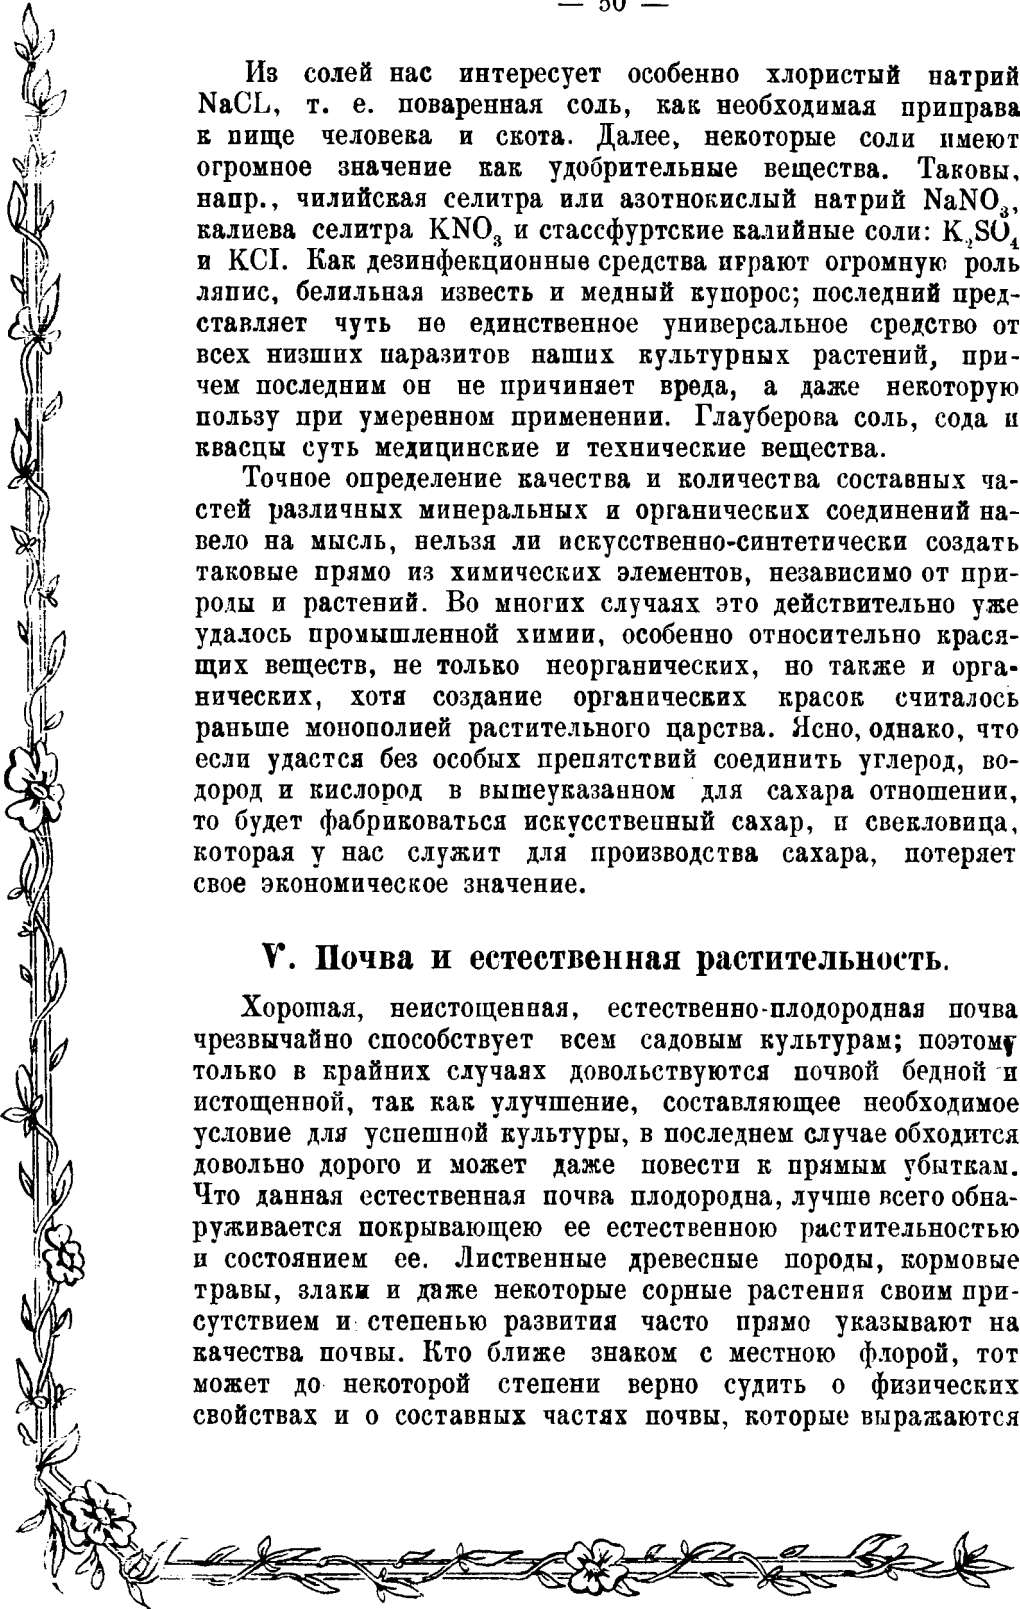 — 50 —
Из солей нас интересует особенно хлористый натрий
NaCL, т. е. поваренная соль, как необходимая приправа
к пище человека и скота. Далее, некоторые соли имеют
огромное значение как удобрительные вещества. Таковы,
напр., чилийская селитра или азотнокислый натрий NaNO₃,
калиева селитра KNO₃ и стассфуртские калийные соли: K₂SO₄
и KCl. Как дезинфекционные средства играют огромную роль
ляпис, белильная известь и медный купорос; последний пред-
ставляет чуть не единственное универсальное средство от
всех низших паразитов наших культурных растений, при-
чем последним он не причиняет вреда, а даже некоторую
пользу при умеренном применении. Глауберова соль, сода и
квасцы суть медицинские и технические вещества.
Точное определение качества и количества составных ча-
стей различных минеральных и органических соединений на-
вело на мысль, нельзя ли искусственно-синтетически создать
таковые прямо из химических элементов, независимо от при-
роды и растений. Во многих случаях это действительно уже
удалось промышленной химии, особенно относительно крася-
щих веществ, не только неорганических, но также и орга-
нических, хотя создание органических красок считалось
раньше монополией растительного царства. Ясно, однако, что
если удастся без особых препятствий соединить углерод, во-
дород и кислород в вышеуказанном для сахара отношении,
то будет фабриковаться искусственный сахар, и свекловица,
которая у нас служит для производства сахара, потеряет
свое экономическое значение.
V. Почва и естественная растительность.
Хорошая, неистощенная, естественно-плодородная почва
чрезвычайно способствует всем садовым культурам; поэтому
только в крайних случаях довольствуются почвой бедной и
истощенной, так как улучшение, составляющее необходимое
условие для успешной культуры, в последнем случае обходится
довольно дорого и может даже повести к прямым убыткам.
Что данная естественная почва плодородна, лучше всего обна-
руживается покрывающею ее естественною растительностью
и состоянием ее. Лиственные древесные породы, кормовые
травы, злаки и даже некоторые сорные растения своим при-
сутствием и степенью развития часто прямо указывают на
качества почвы. Кто ближе знаком с местною флорой, тот
может до некоторой степени верно судить о физических
свойствах и о составных частях почвы, которые выражаются